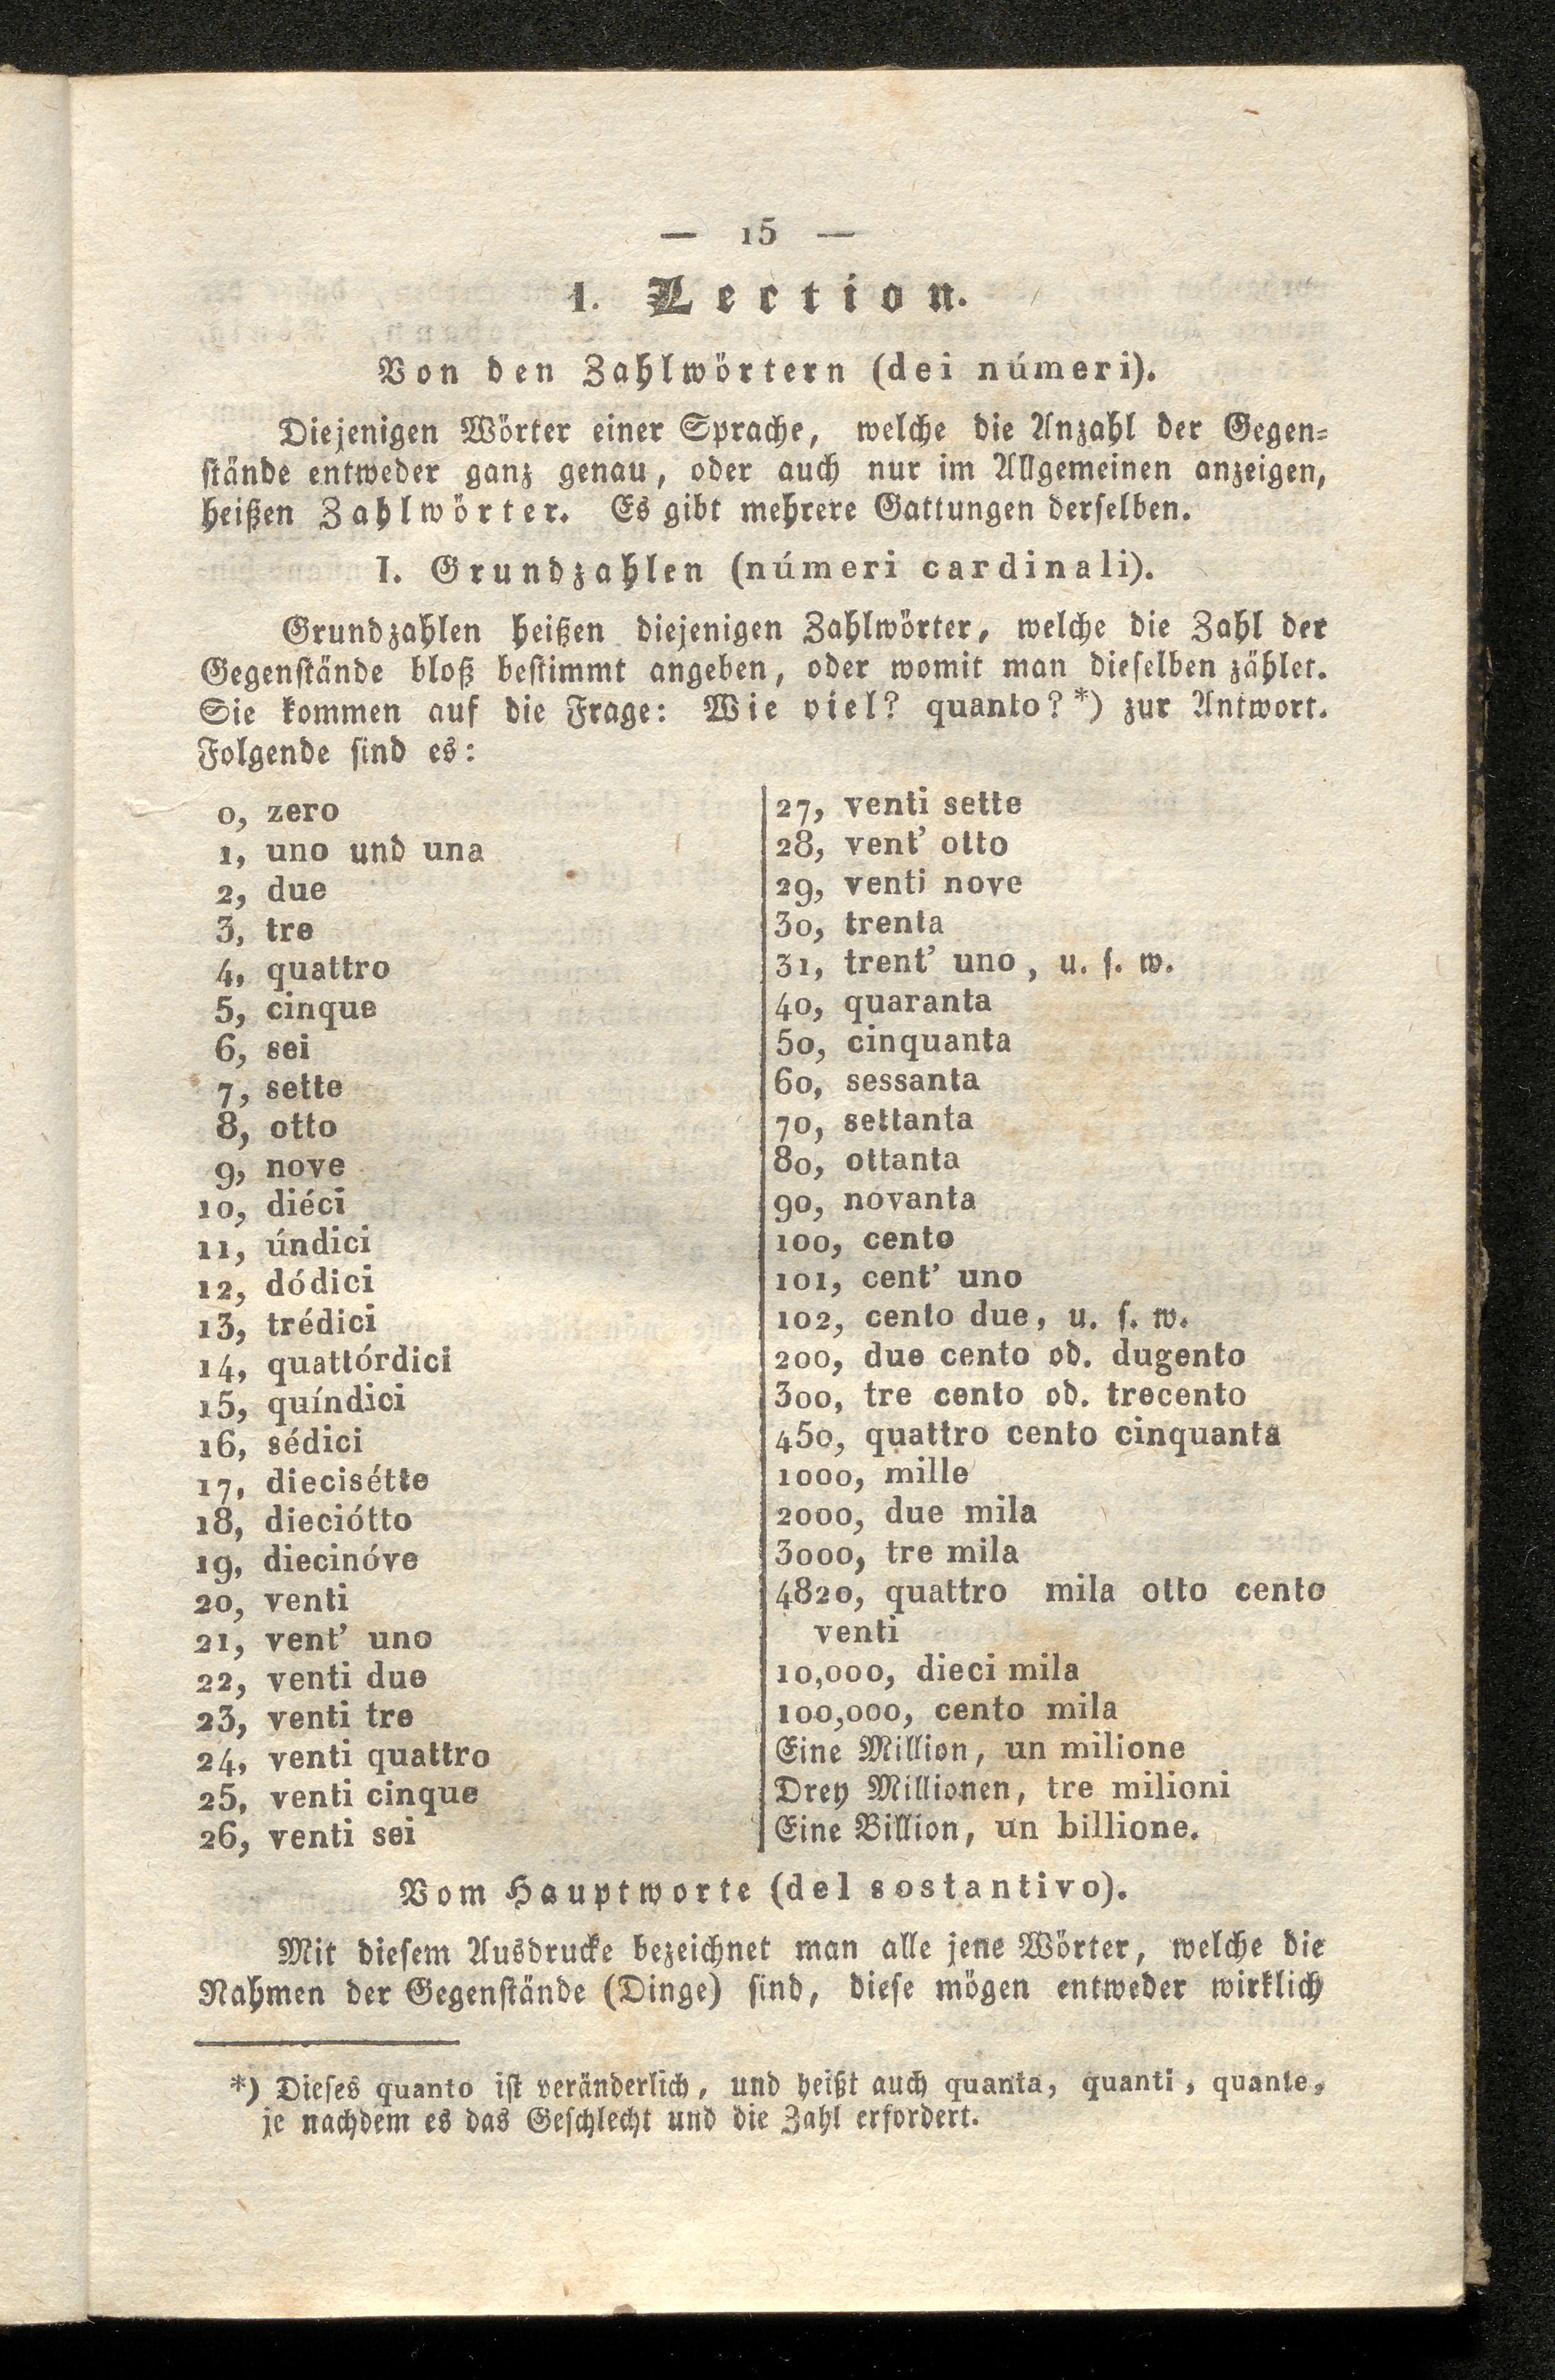 — 15 —
1. Lection.
Von den Zahlwörtern (dei númeri).
Diejenigen Wörter einer Sprache, welche die Anzahl der Gegen-
stände entweder ganz genau, oder auch nur im Allgemeinen anzeigen,
heißen Zahlwörter. Es gibt mehrere Gattungen derselben.
I. Grundzahlen (númeri cardinali).
Grundzahlen heißen diejenigen Zahlwörter, welche die Zahl der
Gegenstände bloß bestimmt angeben, oder womit man dieselben zählet.
Sie kommen auf die Frage: Wie viel? quanto?*) zur Antwort.
Folgende sind es:
0, zero
1, uno und una
2, due
3, tre
4, quattro
5, cinque
6, sei
7, sette
8, otto
9, nove
10, diéci
11, úndici
12, dódici
13, trédici
14, quattórdici
15, quíndici
16, sédici
17, diecisétte
18, dieciótto
19, diecinóve
20, venti
21, vent' uno
22, venti due
23, venti tre
24, venti quattro
25, venti cinque
26, venti sei
27, venti sette
28, vent' otto
29, venti nove
30, trenta
31, trent' uno, u. s. w.
40, quaranta
50, cinquanta
60, sessanta
70, settanta
80, ottanta
90, novanta
100, cento
101, cent' uno
102, cento due, u. s. w.
200, due cento od. dugento
300, tre cento od. trecento
450, quattro cento cinquanta
1000, mille
2000, due mila
3000, tre mila
4820, quattro mila otto cento
venti
10,000, dieci mila
100,000, cento mila
Eine Million, un milione
Drey Millionen, tre milioni
Eine Billion, un billione.
Vom Hauptworte (del sostantivo).
Mit diesem Ausdrucke bezeichnet man alle jene Wörter, welche die
Nahmen der Gegenstände (Dinge) sind, diese mögen entweder wirklich
*) Dieses quanto ist veränderlich, und heißt auch quanta, quanti, quante,
je nachdem es das Geschlecht und die Zahl erfordert.